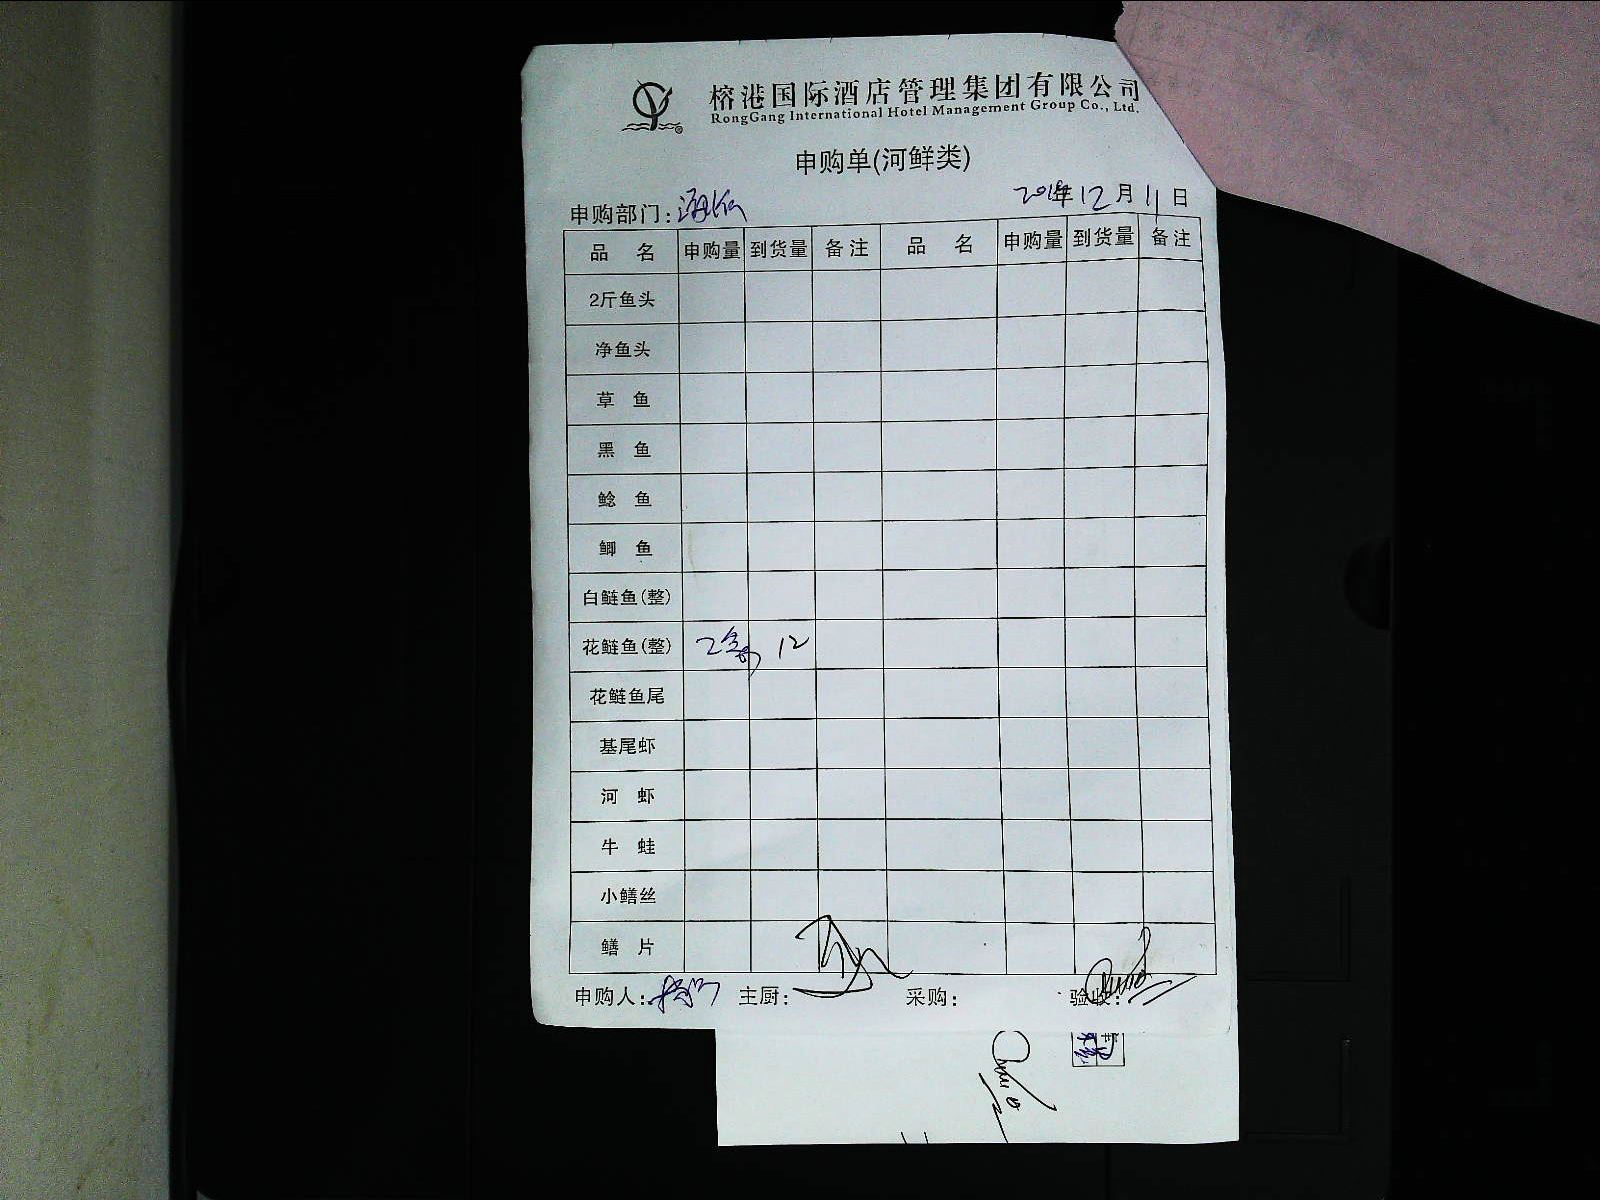 榕港国际酒店管理集团有限公司
RongGang International Hotel Management Group Co., Ltd.
申购单(河鲜类)
申购部门: 年12月11日
品 名 申购量 到货量 备注 品 名 申购量 到货量 备注
2斤鱼头
净鱼头
草 鱼
黑 鱼
鲶 鱼
鲫 鱼
白鲢鱼(整)
花鲢鱼(整) 2条 12
花鲢鱼尾
基尾虾
河 虾
牛 蛙
小鳝丝
鳝 片
申购人: 主厨: 采购: 验收: